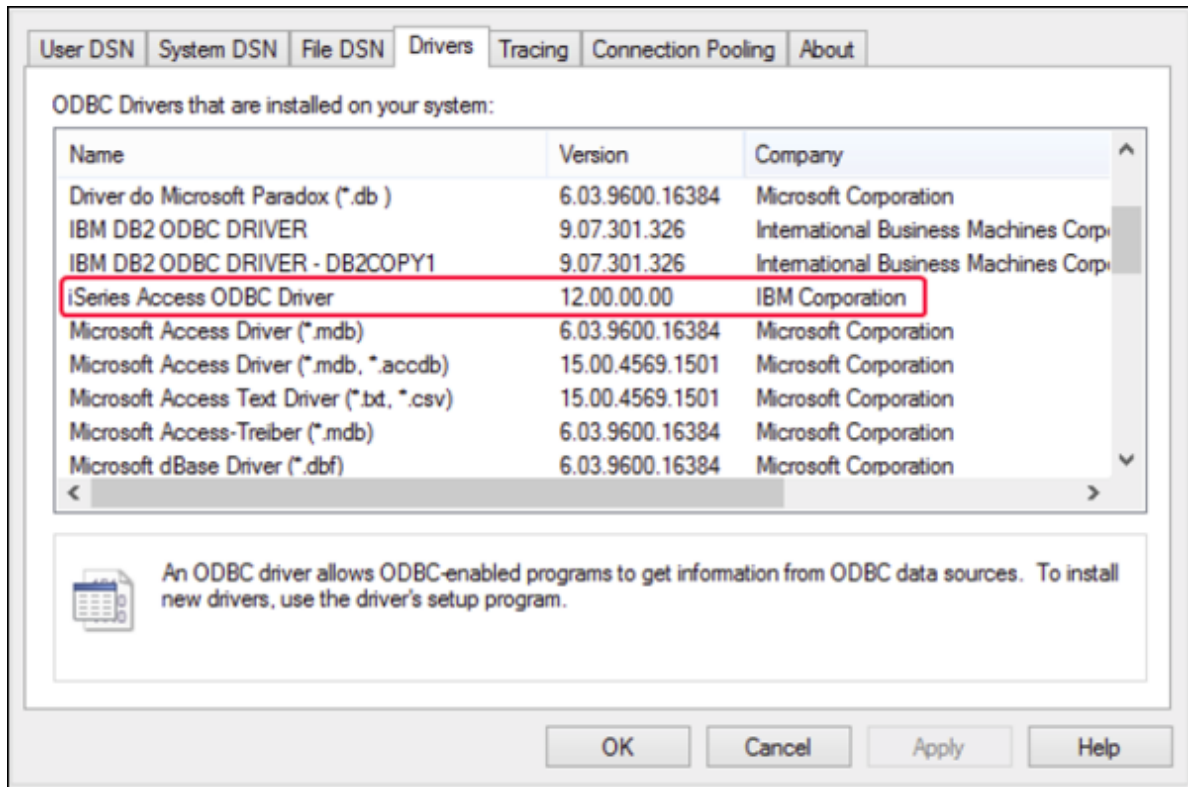 User DSN System DSN File DSN Drivers Tracing Connection Pooling About
ODBC Drivers that are installed on your system:
Name Version Company
Driver do Microsoft Paradox (*.db ) 6.03.9600.16384 Microsoft Corporation
IBM DB2 ODBC DRIVER 9.07.301.326 International Business Machines Corp
IBM DB2 ODBC DRIVER - DB2COPY1 9.07.301.326 International Business Machines Corp
iSeries Access ODBC Driver 12.00.00.00 IBM Corporation
Microsoft Access Driver (*.mdb) 6.03.9600.16384 Microsoft Corporation
Microsoft Access Driver (*.mdb, *.accdb) 15.00.4569.1501 Microsoft Corporation
Microsoft Access Text Driver (*.txt, *.csv) 15.00.4569.1501 Microsoft Corporation
Microsoft Access-Treiber (*.mdb) 6.03.9600.16384 Microsoft Corporation
Microsoft dBase Driver (*.dbf) 6.03.9600.16384 Microsoft Corporation
An ODBC driver allows ODBC-enabled programs to get information from ODBC data sources. To install
new drivers, use the driver's setup program.
OK Cancel Apply Help